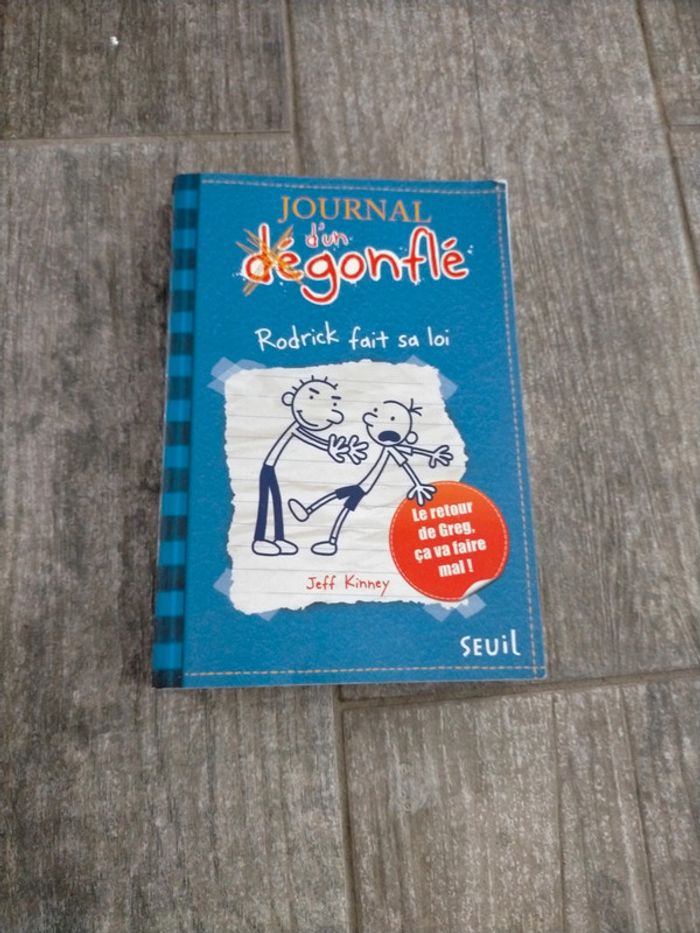 JOURNAL
d'un
dégonflé
Rodrick fait sa loi
Le retour
de Greg,
ça va faire
mal !
Jeff Kinney
SEUIL